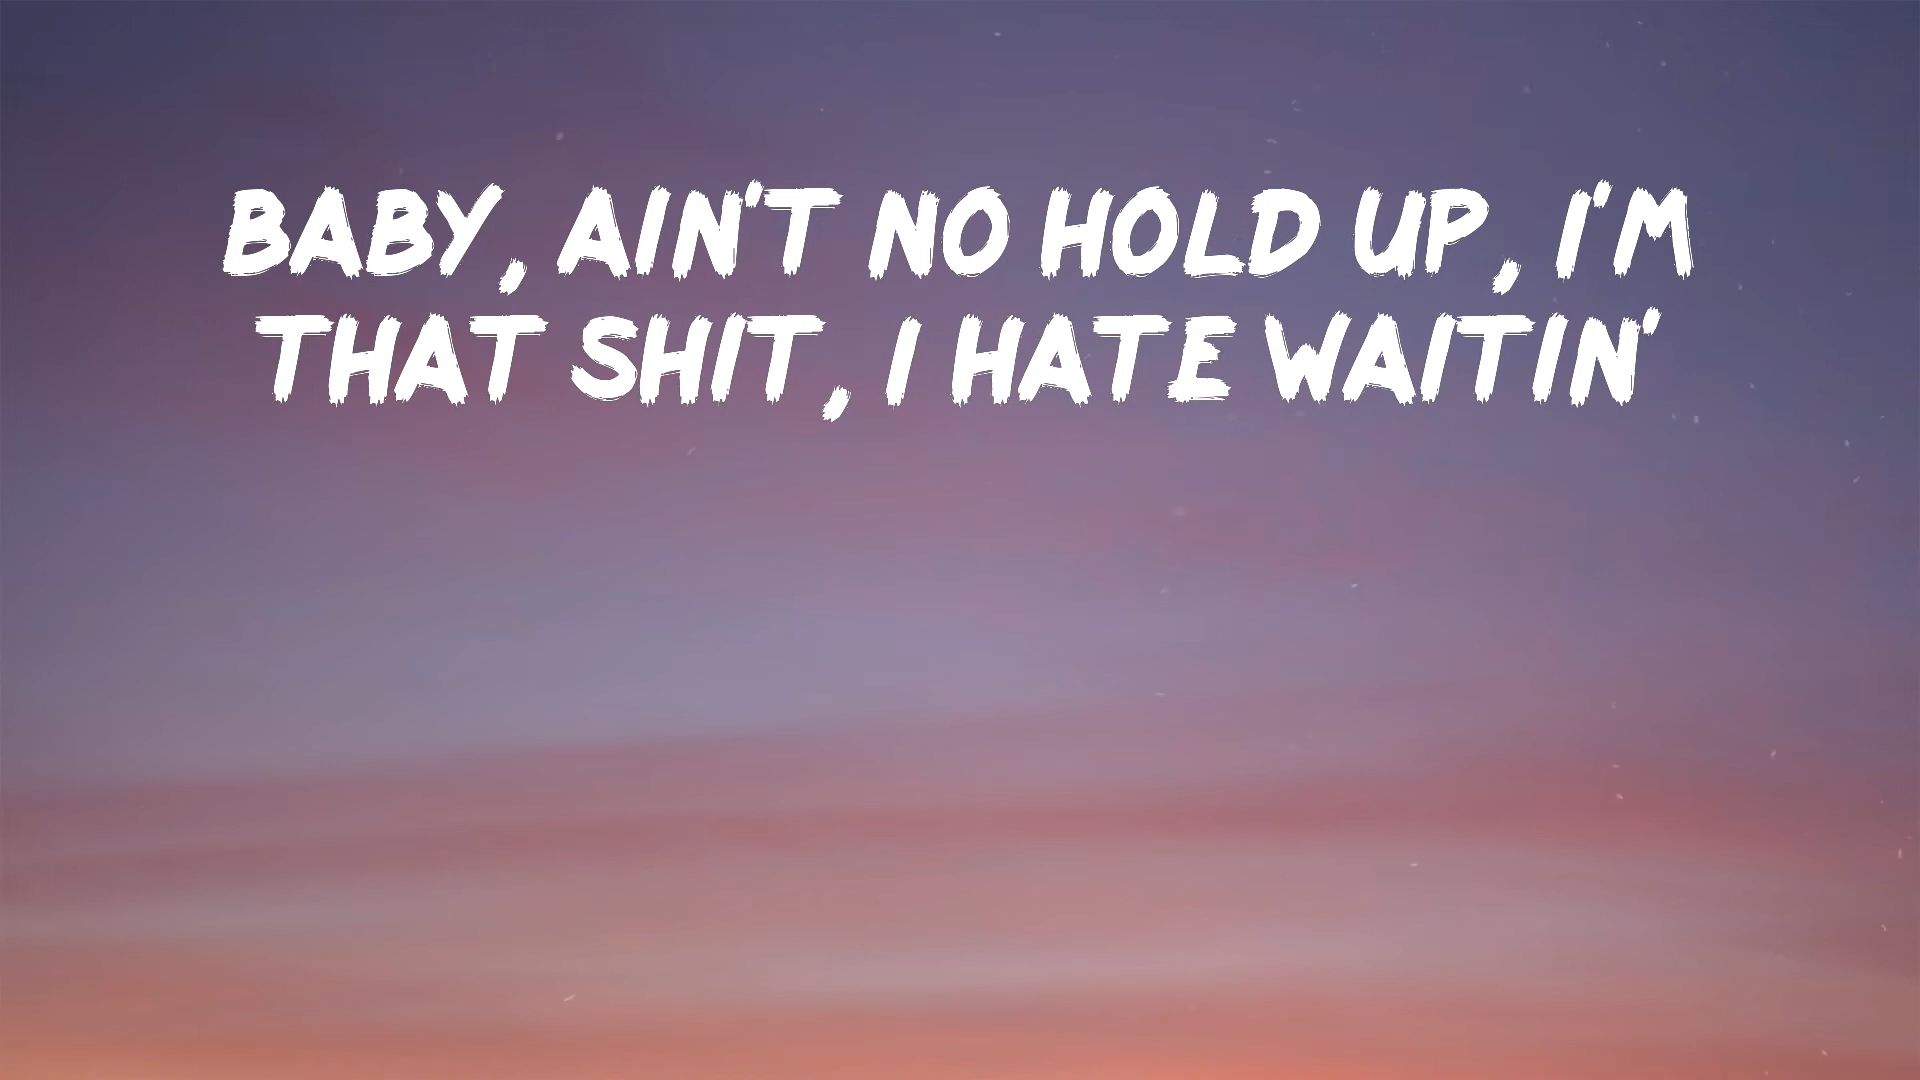 BABY, AIN'T NO HOLD UP, I'M
THAT SHIT, I HATE WAITIN'